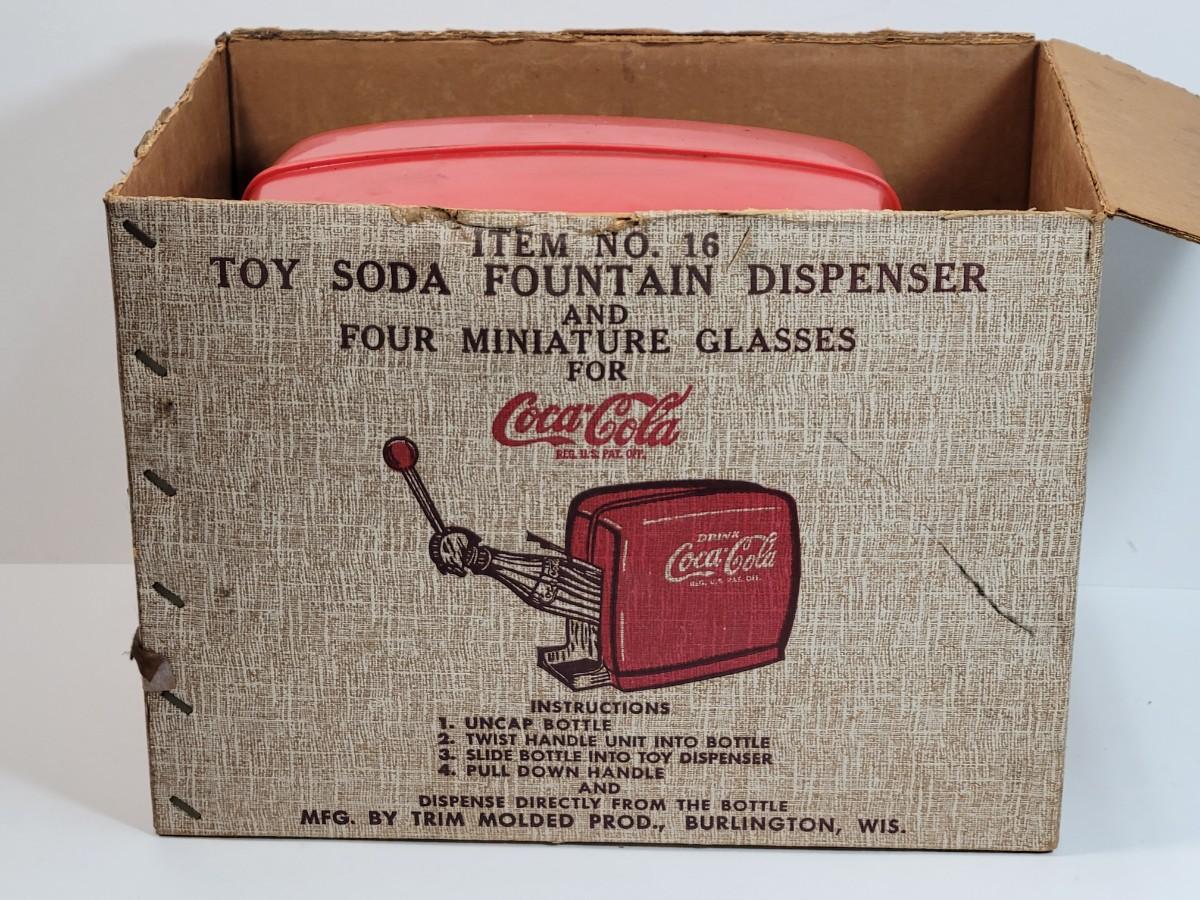 ITEM NO. 16
TOY SODA FOUNTAIN DISPENSER
AND
FOUR MINIATURE GLASSES
FOR
Coca-Cola
REG. U.S. PAT. OFF.
DRINK
Coca-Cola
REG. U.S. PAT. OFF.
INSTRUCTIONS
1. UNCAP BOTTLE
2. TWIST HANDLE UNIT INTO BOTTLE
3. SLIDE BOTTLE INTO TOY DISPENSER
4. PULL DOWN HANDLE
AND
DISPENSE DIRECTLY FROM THE BOTTLE
MFG. BY TRIM MOLDED PROD., BURLINGTON, WIS.